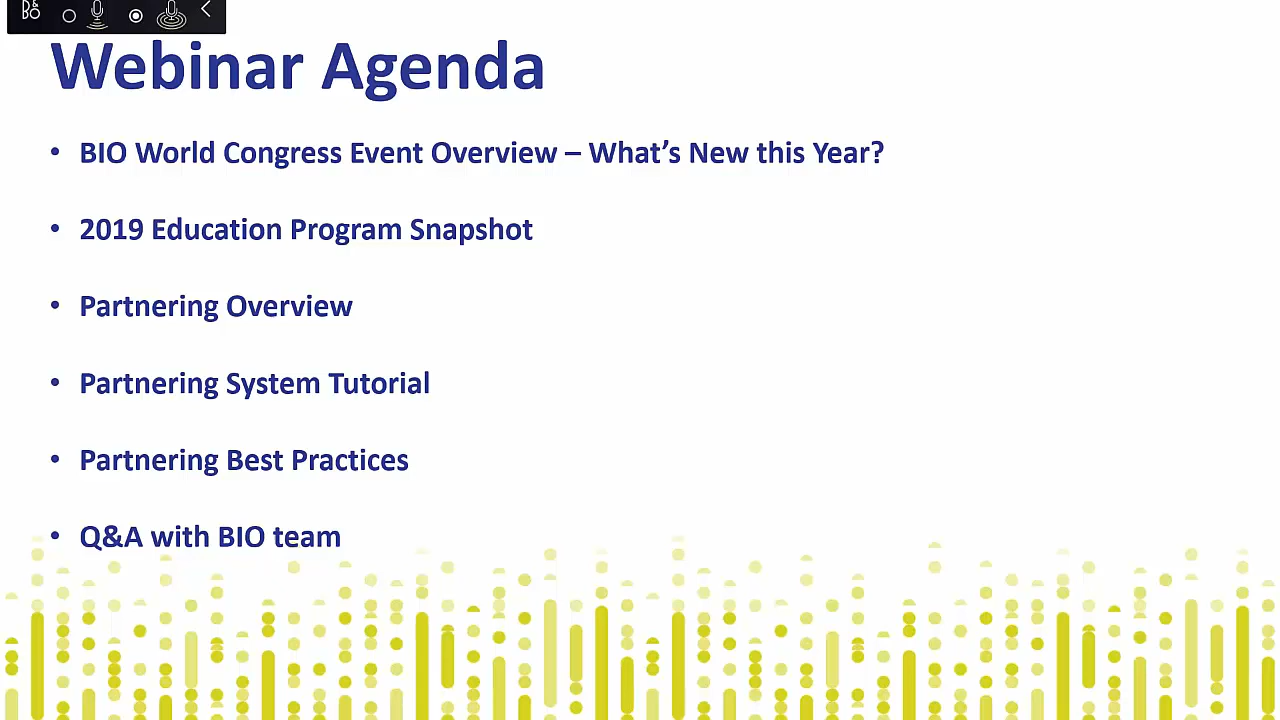 B&O
Webinar Agenda
• BIO World Congress Event Overview – What’s New this Year?
• 2019 Education Program Snapshot
• Partnering Overview
• Partnering System Tutorial
• Partnering Best Practices
• Q&A with BIO team